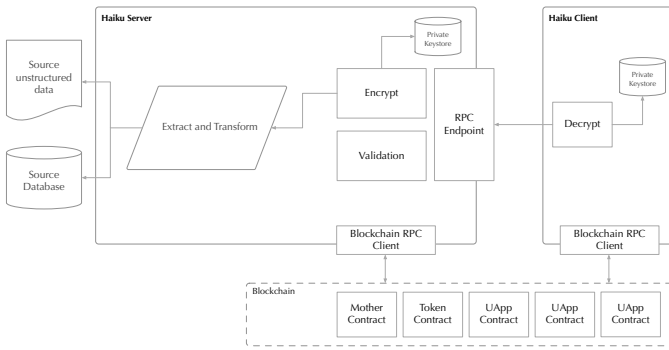 Haiku Server
Haiku Client
Private
Keystore
Source
unstructured
data
Private
Keystore
Encrypt
Extract and Transform
RPC
Endpoint
Decrypt
Validation
Source
Database
Blockchain RPC
Client
Blockchain RPC
Client
Blockchain
Mother
Contract
Token
Contract
UApp
Contract
UApp
Contract
UApp
Contract